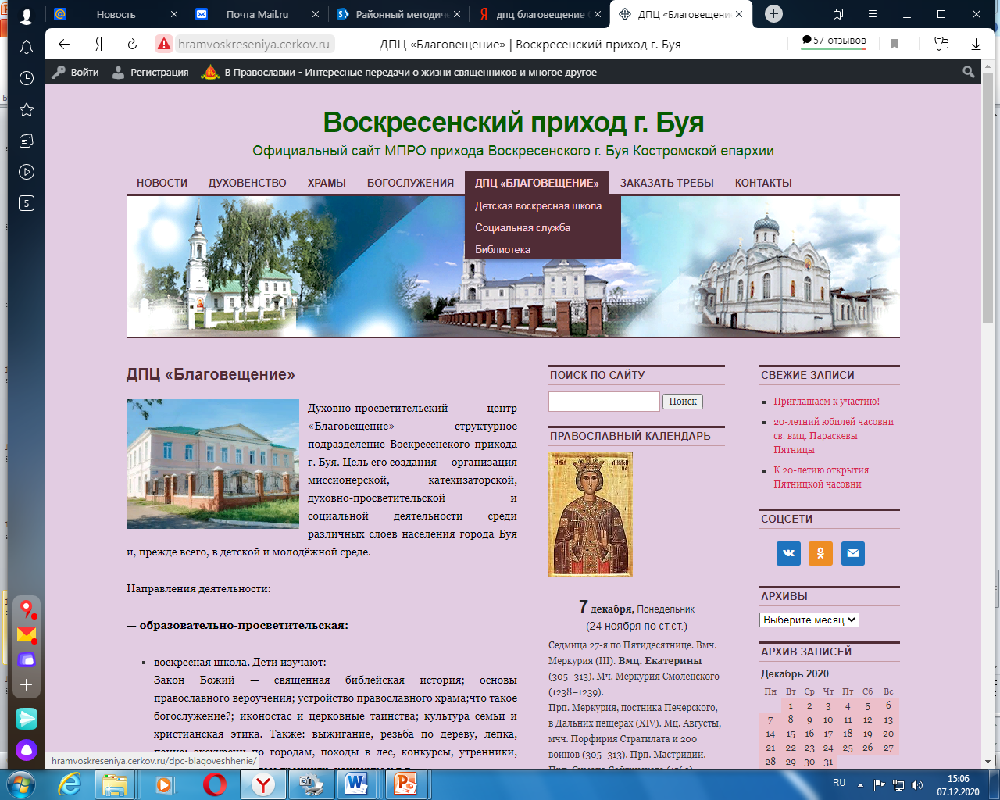 Новость
Почта Mail.ru
Районный методиче
дпц благовещение
ДПЦ «Благовещени
hramvoskreseniya.cerkov.ru
ДПЦ «Благовещение» | Воскресенский приход г. Буя
57 отзывов
5
Войти
Регистрация
В Православии - Интересные передачи о жизни священников и многое другое
Воскресенский приход г. Буя
Официальный сайт МПРО прихода Воскресенского г. Буя Костромской епархии
НОВОСТИ
ДУХОВЕНСТВО
ХРАМЫ
БОГОСЛУЖЕНИЯ
ДПЦ «БЛАГОВЕЩЕНИЕ»
ЗАКАЗАТЬ ТРЕБЫ
КОНТАКТЫ
Детская воскресная школа
Социальная служба
Библиотека
ДПЦ «Благовещение»
Духовно-просветительский центр
«Благовещение» — структурное
подразделение Воскресенского прихода
г. Буя. Цель его создания — организация
миссионерской, катехизаторской,
духовно-просветительской и
социальной деятельности среди
различных слоев населения города Буя
и, прежде всего, в детской и молодёжной среде.
Направления деятельности:
— образовательно-просветительская:
воскресная школа. Дети изучают:
Закон Божий — священная библейская история; основы
православного вероучения; устройство православного храма;что такое
богослужение?; иконостас и церковные таинства; культура семьи и
христианская этика. Также: выжигание, резьба по дереву, лепка,
пение; экскурсии по городам, походы в лес, конкурсы, утренники,
hramvoskreseniya.cerkov.ru/dpc-blagoveshhenie/
ПОИСК ПО САЙТУ
Поиск
ПРАВОСЛАВНЫЙ КАЛЕНДАРЬ
7 декабря, Понедельник
(24 ноября по ст.ст.)
Седмица 27-я по Пятидесятнице. Вмч.
Меркурия (III). Вмц. Екатерины
(305–313). Мч. Меркурия Смоленского
(1238–1239).
Прп. Меркурия, постника Печерского,
в Дальних пещерах (XIV). Мц. Августы,
мчч. Порфирия Стратилата и 200
воинов (305–313). Прп. Мастридии.
СВЕЖИЕ ЗАПИСИ
Приглашаем к участию!
20-летний юбилей часовни
св. вмц. Параскевы
Пятницы
К 20-летию открытия
Пятницкой часовни
СОЦСЕТИ
АРХИВЫ
Выберите месяц
АРХИВ ЗАПИСЕЙ
Декабрь 2020
Пн Вт Ср Чт Пт Сб Вс
1 2 3 4 5 6
7 8 9 10 11 12 13
14 15 16 17 18 19 20
21 22 23 24 25 26 27
28 29 30 31
RU
15:06
07.12.2020